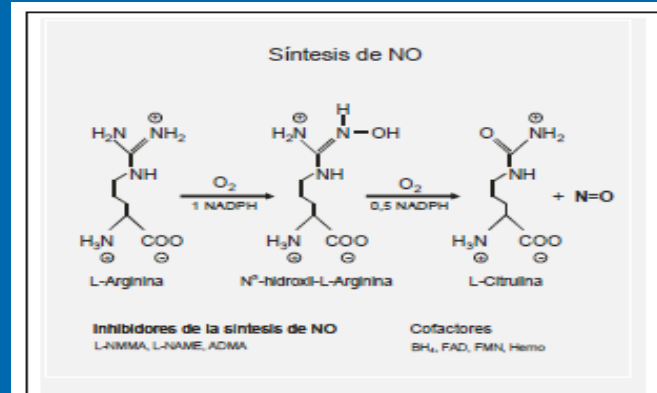 Síntesis de NO
H₂N ⊕ NH₂
NH
H₃N ⊕ COO ⊖
L-Arginina
O₂
1 NADPH
H
H₂N ⊕ N OH
NH
H₃N ⊕ COO ⊖
Nᵃ-hidroxil-L-Arginina
O₂
0,5 NADPH
O ⊕ NH₂
NH
H₃N ⊕ COO ⊖
L-Citrulina
+ N=O
Inhibidores de la síntesis de NO
L-NMMA, L-NAME, ADMA
Cofactores
BH₄, FAD, FMN, Hemo